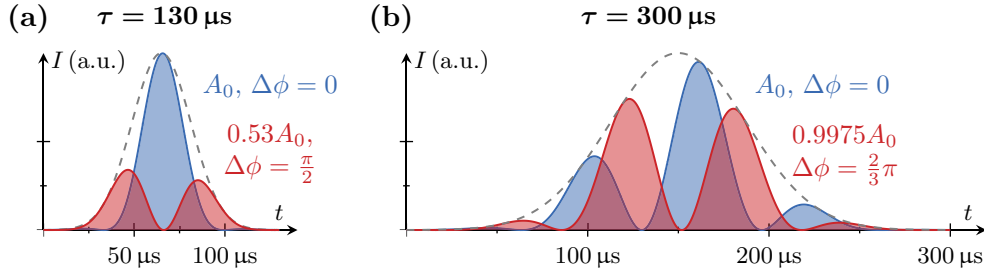 (a) τ = 130 µs
I (a.u.)
A₀, Δϕ = 0
0.53A₀,
Δϕ = π/2
t
50 µs 100 µs
(b) τ = 300 µs
I (a.u.)
A₀, Δϕ = 0
0.9975A₀
Δϕ = 2/3 π
t
100 µs 200 µs 300 µs